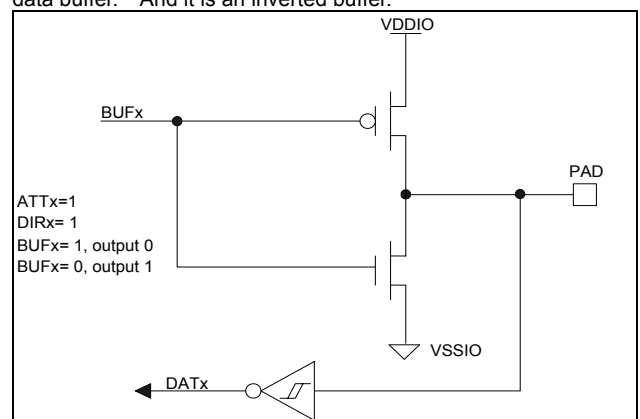 data buffer. And it is an inverted buffer.
VDDIO
BUFx
PAD
ATTx=1
DIRx= 1
BUFx= 1, output 0
BUFx= 0, output 1
VSSIO
DATx